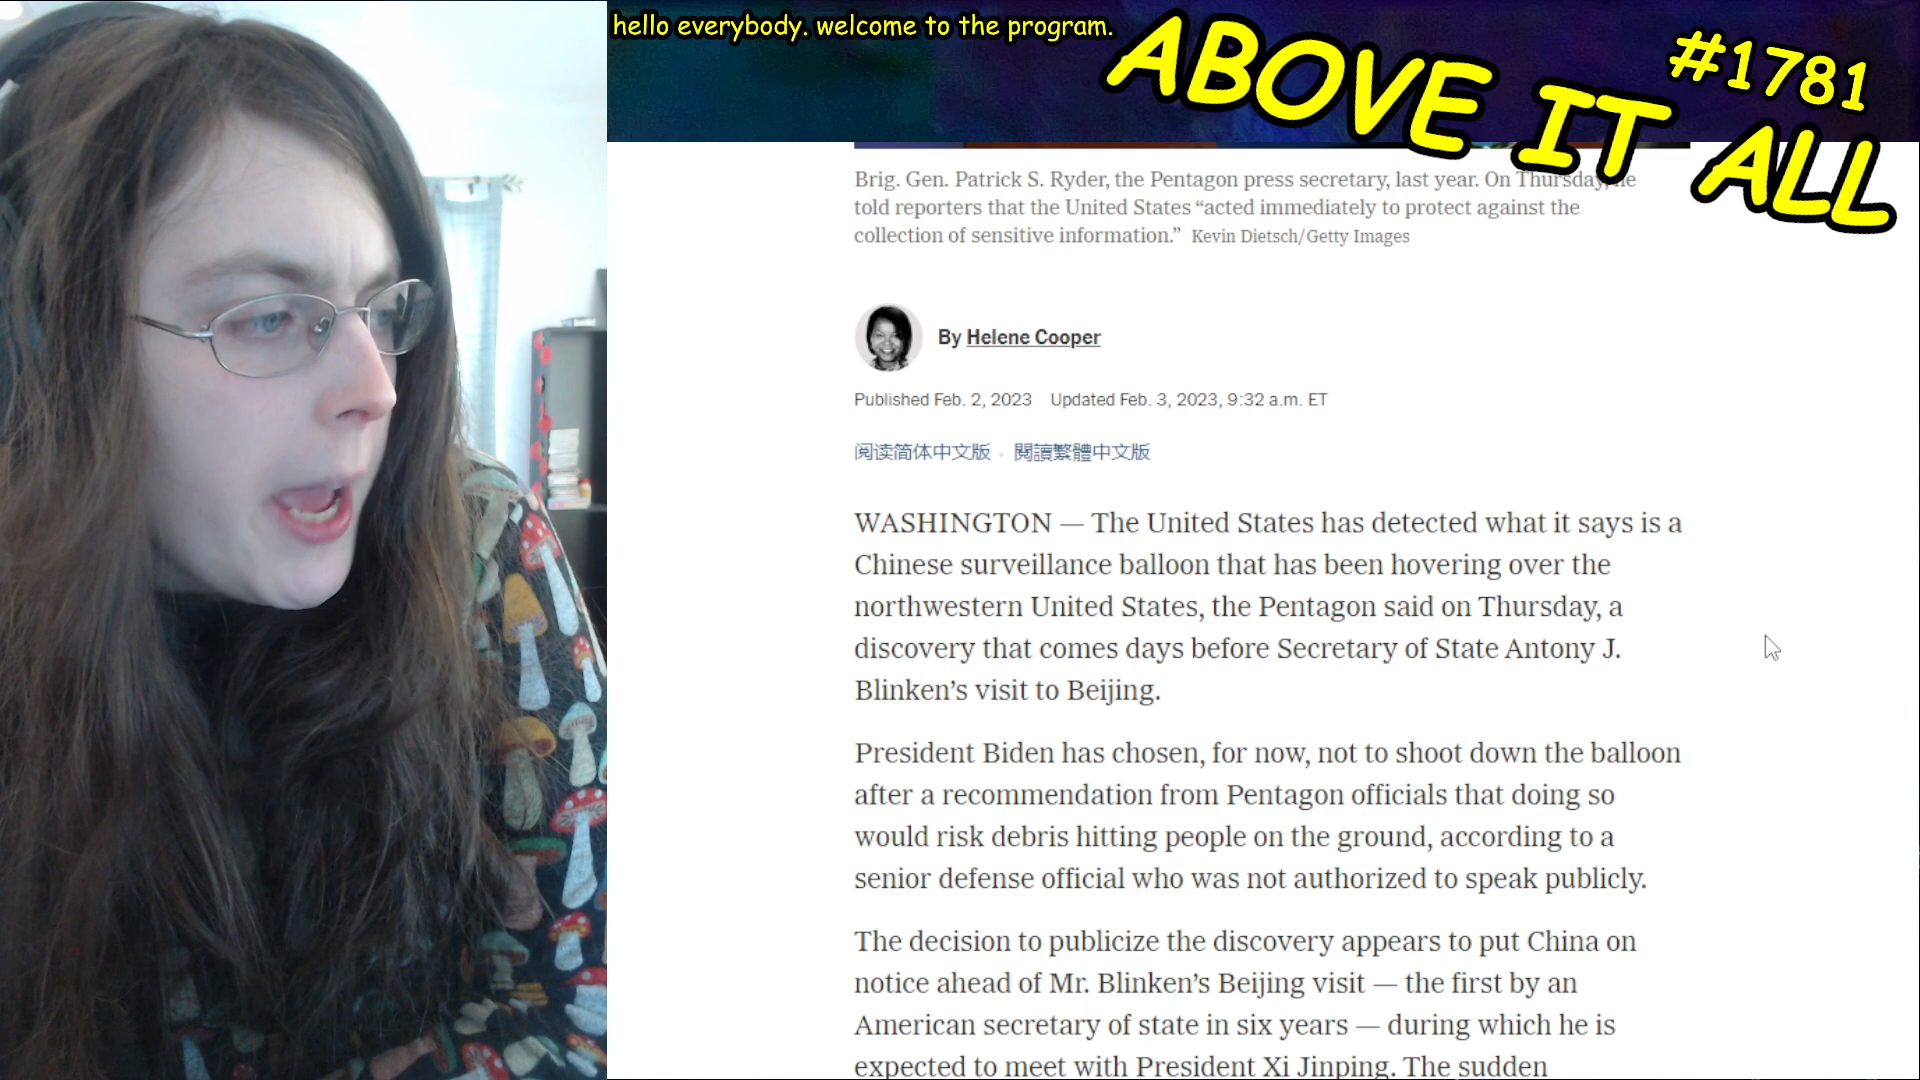 hello everybody. welcome to the program.
#1781
ABOVE IT ALL
Brig. Gen. Patrick S. Ryder, the Pentagon press secretary, last year. On Thursday, he
told reporters that the United States “acted immediately to protect against the
collection of sensitive information.” Kevin Dietsch/Getty Images
By Helene Cooper
Published Feb. 2, 2023 Updated Feb. 3, 2023, 9:32 a.m. ET
阅读简体中文版 • 閱讀繁體中文版
WASHINGTON — The United States has detected what it says is a
Chinese surveillance balloon that has been hovering over the
northwestern United States, the Pentagon said on Thursday, a
discovery that comes days before Secretary of State Antony J.
Blinken’s visit to Beijing.
President Biden has chosen, for now, not to shoot down the balloon
after a recommendation from Pentagon officials that doing so
would risk debris hitting people on the ground, according to a
senior defense official who was not authorized to speak publicly.
The decision to publicize the discovery appears to put China on
notice ahead of Mr. Blinken’s Beijing visit — the first by an
American secretary of state in six years — during which he is
expected to meet with President Xi Jinping. The sudden